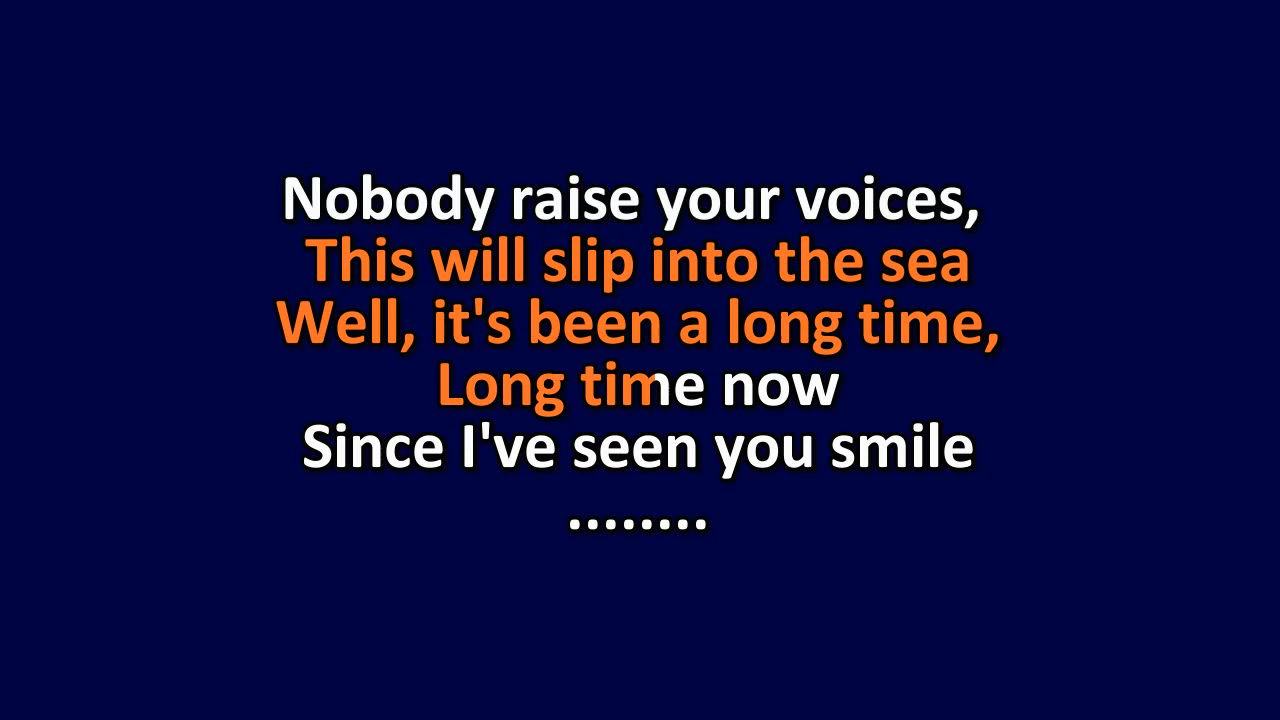 Nobody raise your voices,
This will slip into the sea
Well, it's been a long time,
Long time now
Since I've seen you smile
........